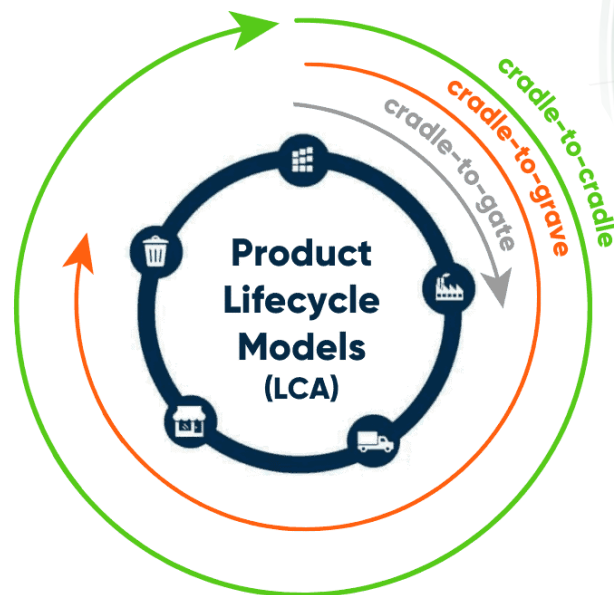 cradle-to-cradle
cradle-to-grave
cradle-to-gate
Product
Lifecycle
Models
(LCA)